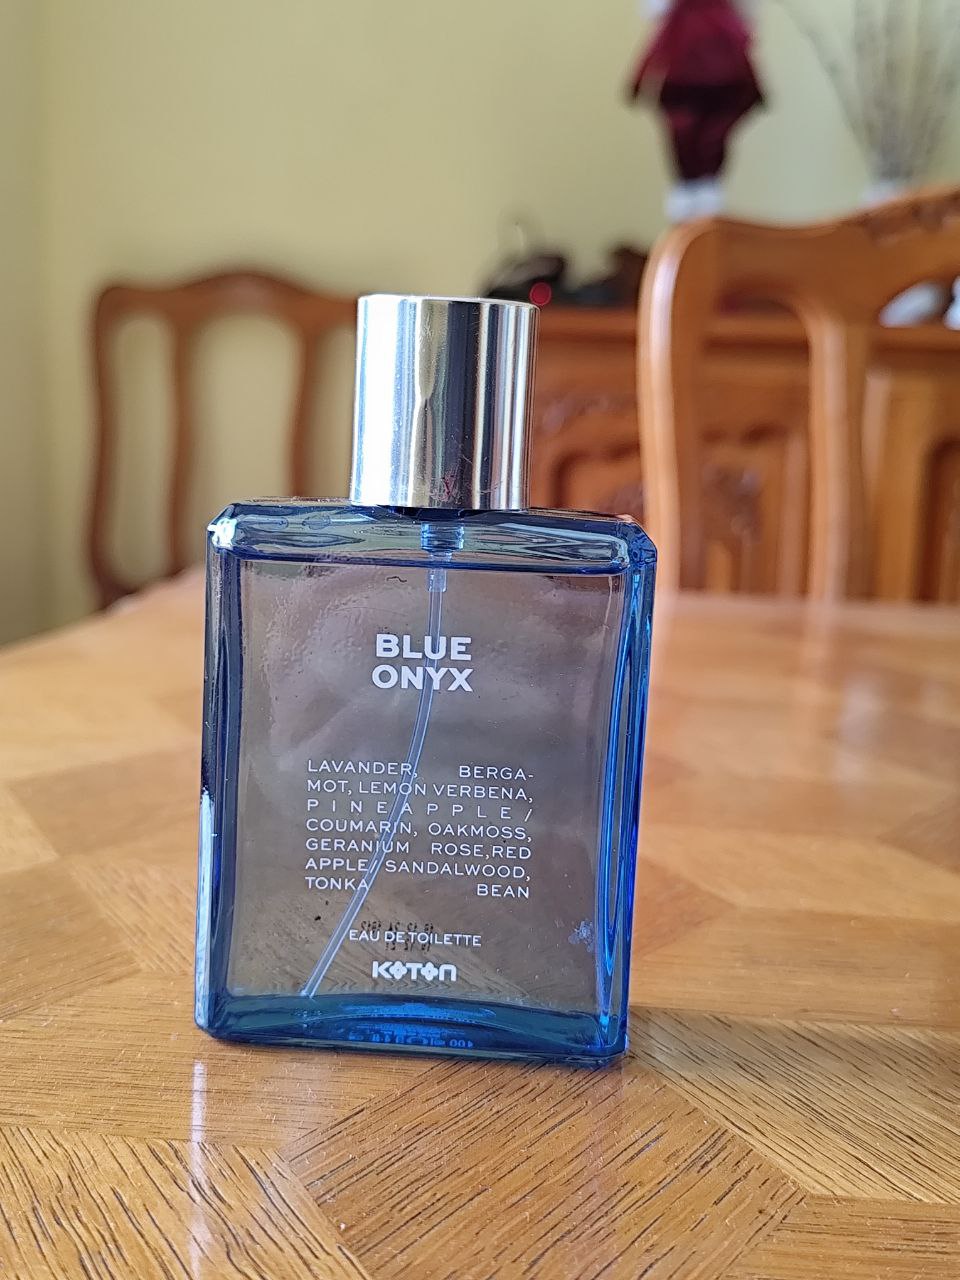 BLUE
ONYX
LAVANDER, BERGA-
MOT, LEMON VERBENA,
PINEAPPLE/
COUMARIN, OAKMOSS,
GERANIUM ROSE,RED
APPLE/ SANDALWOOD,
TONKA BEAN
EAU DE TOILETTE
KOTON